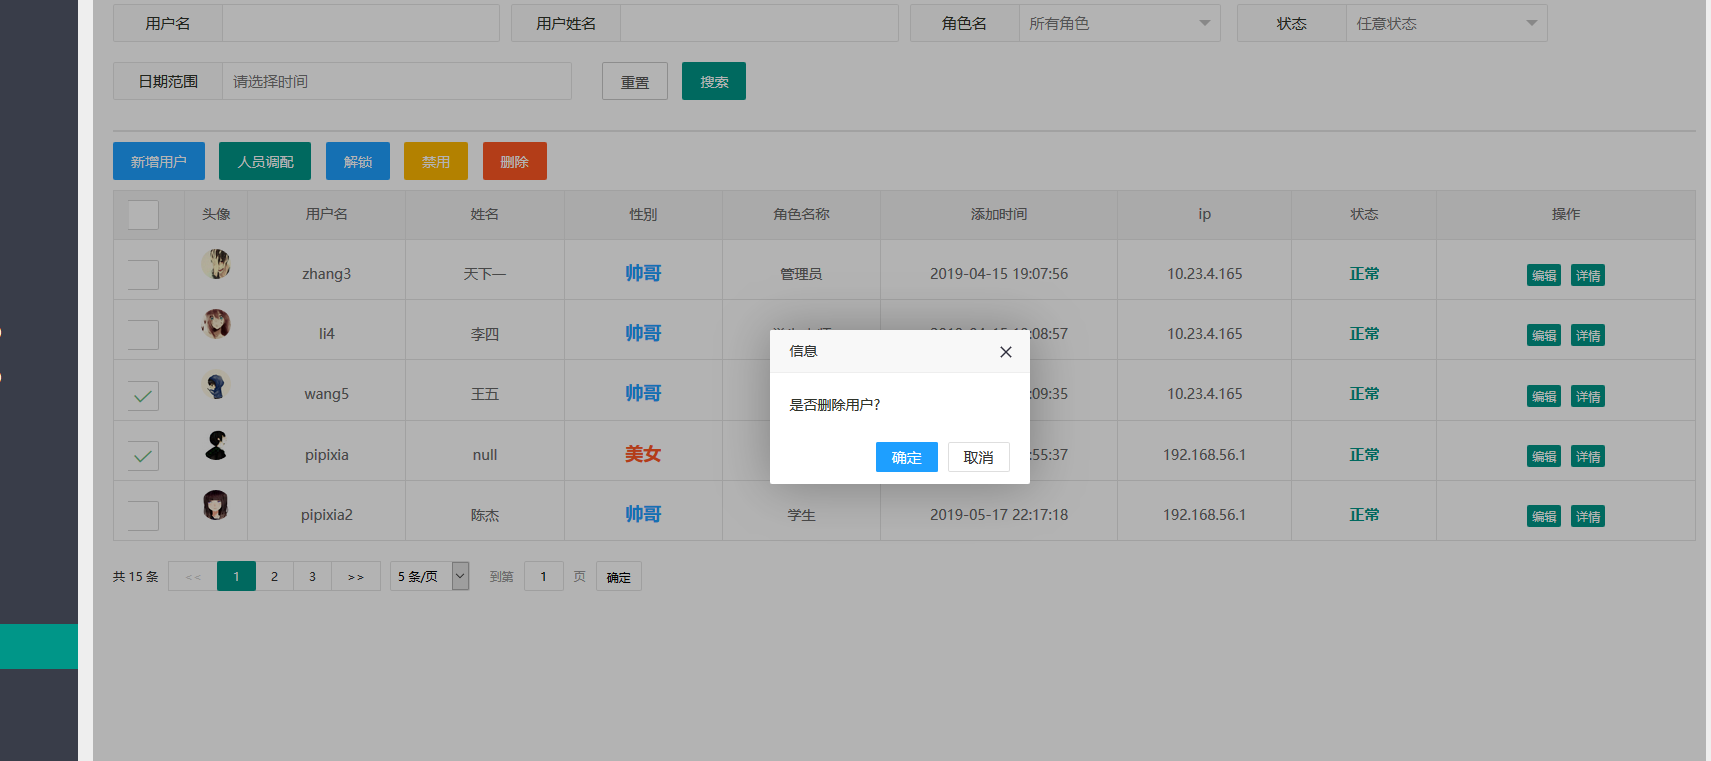 用户名 用户姓名 角色名 所有角色 状态 任意状态
日期范围 请选择时间 重置 搜索
新增用户 人员调配 解锁 禁用 删除
头像 用户名 姓名 性别 角色名称 添加时间 ip 状态 操作
zhang3 天下一 帅哥 管理员 2019-04-15 19:07:56 10.23.4.165 正常 编辑 详情
li4 李四 帅哥 :08:57 10.23.4.165 正常 编辑 详情
信息
wang5 王五 帅哥 :09:35 10.23.4.165 正常 编辑 详情
是否删除用户?
pipixia null 美女 :55:37 192.168.56.1 正常 编辑 详情
确定 取消
pipixia2 陈杰 帅哥 学生 2019-05-17 22:17:18 192.168.56.1 正常 编辑 详情
共 15 条 << 1 2 3 >> 5 条/页 到第 1 页 确定